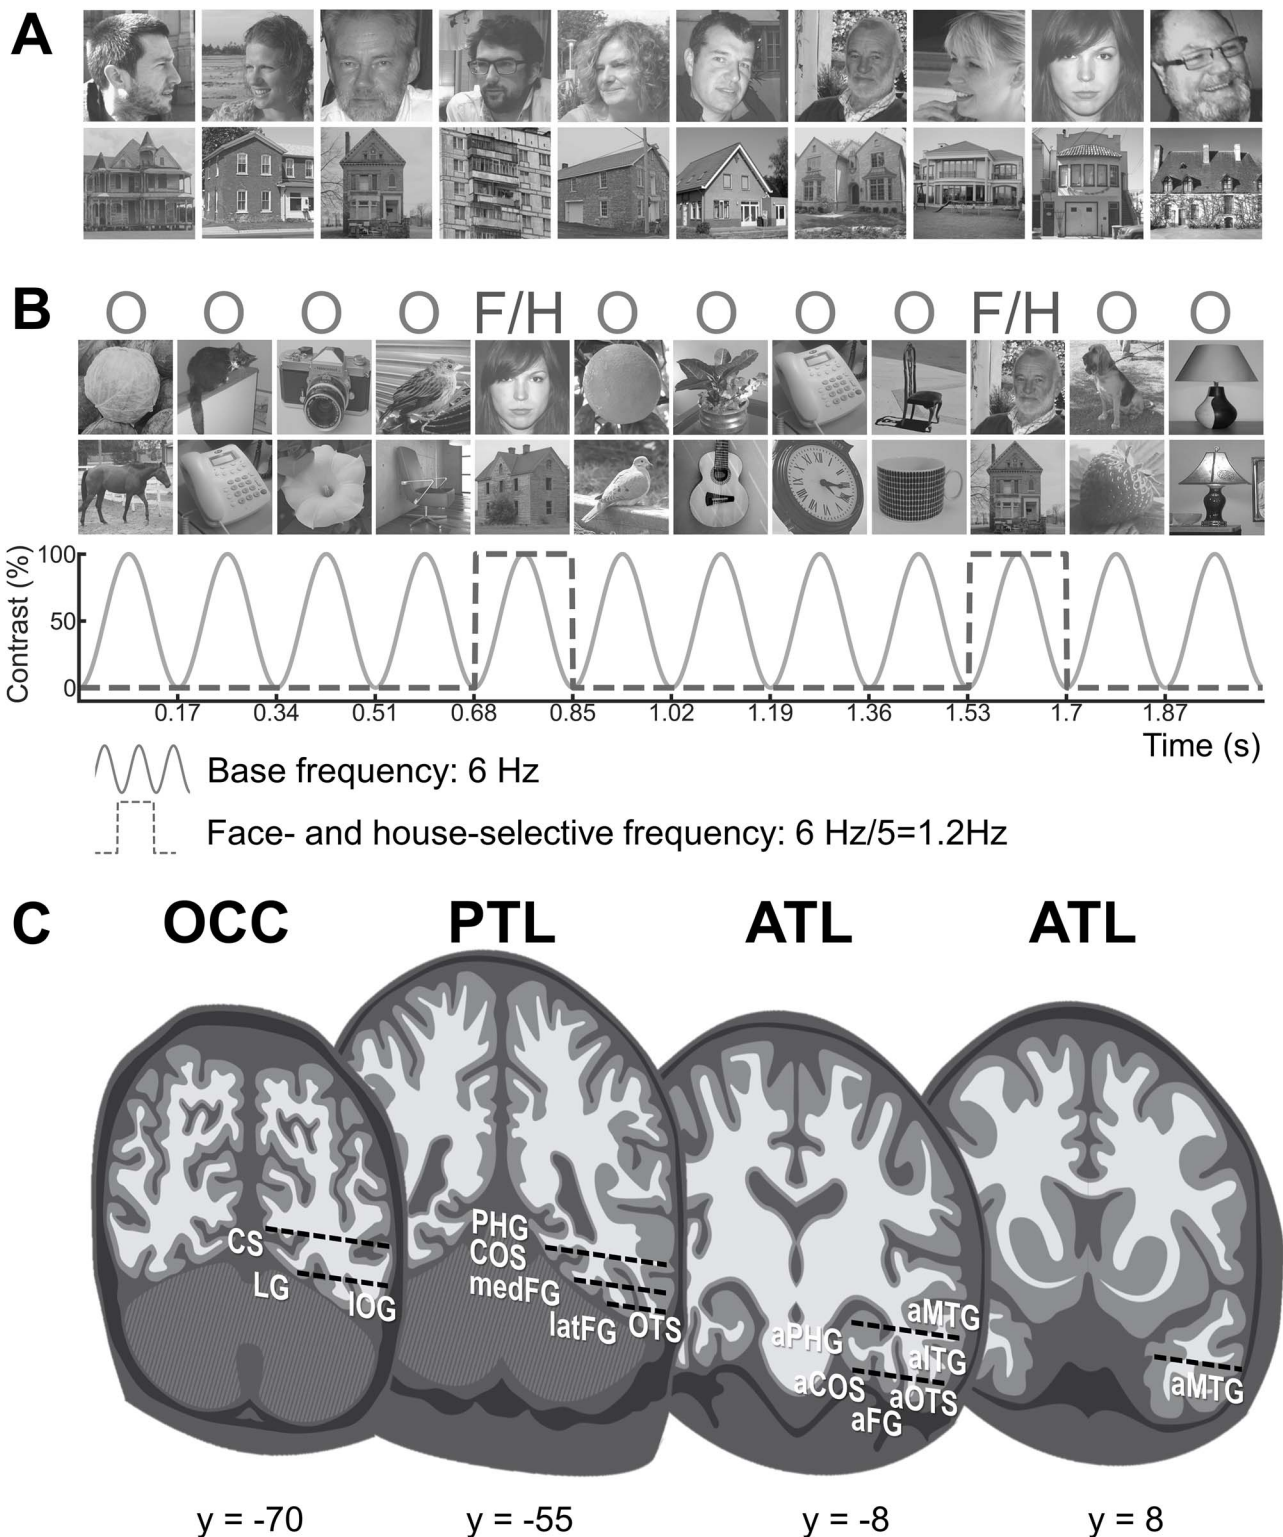 A
B
O O O O F/H O O O O F/H O O
Contrast (%)
100
50
0
0.17 0.34 0.51 0.68 0.85 1.02 1.19 1.36 1.53 1.7 1.87
Time (s)
Base frequency: 6 Hz
Face- and house-selective frequency: 6 Hz/5=1.2Hz
C
OCC PTL ATL ATL
CS
LG
IOG
PHG
COS
medFG
latFG
OTS
aPHG
aMTG
aITG
aCOS
aOTS
aFG
aMTG
y = -70 y = -55 y = -8 y = 8